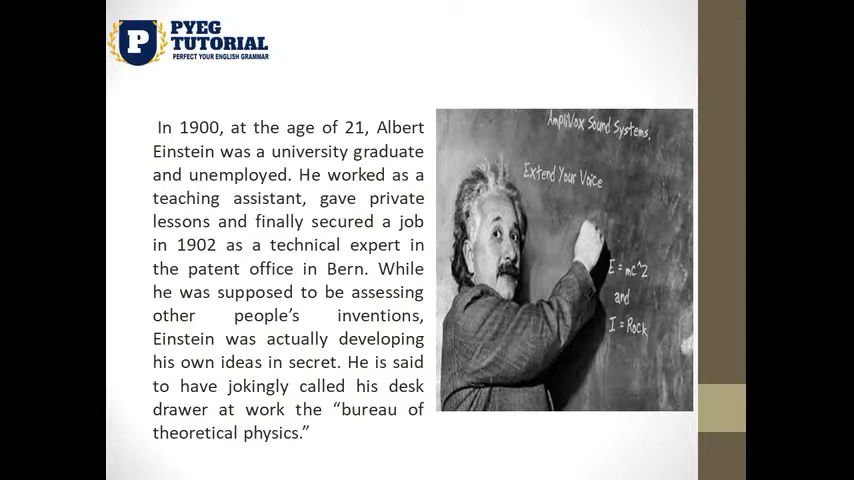 P
PYEG
TUTORIAL
PERFECT YOUR ENGLISH GRAMMAR
In 1900, at the age of 21, Albert
Einstein was a university graduate
and unemployed. He worked as a
teaching assistant, gave private
lessons and finally secured a job
in 1902 as a technical expert in
the patent office in Bern. While
he was supposed to be assessing
other people’s inventions,
Einstein was actually developing
his own ideas in secret. He is said
to have jokingly called his desk
drawer at work the “bureau of
theoretical physics.”
AmpliVox Sound Systems.
Extend Your Voice
E = mc^2
and
I = Rock